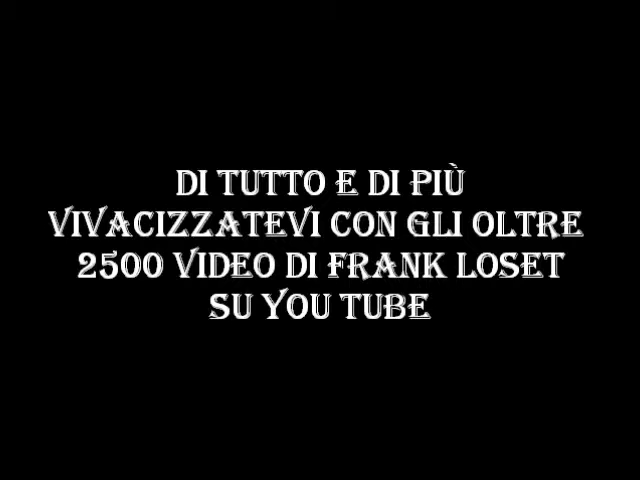 DI TUTTO E DI PIÙ
VIVACIZZATEVI CON GLI OLTRE
2500 VIDEO DI FRANK LOSET
SU YOU TUBE